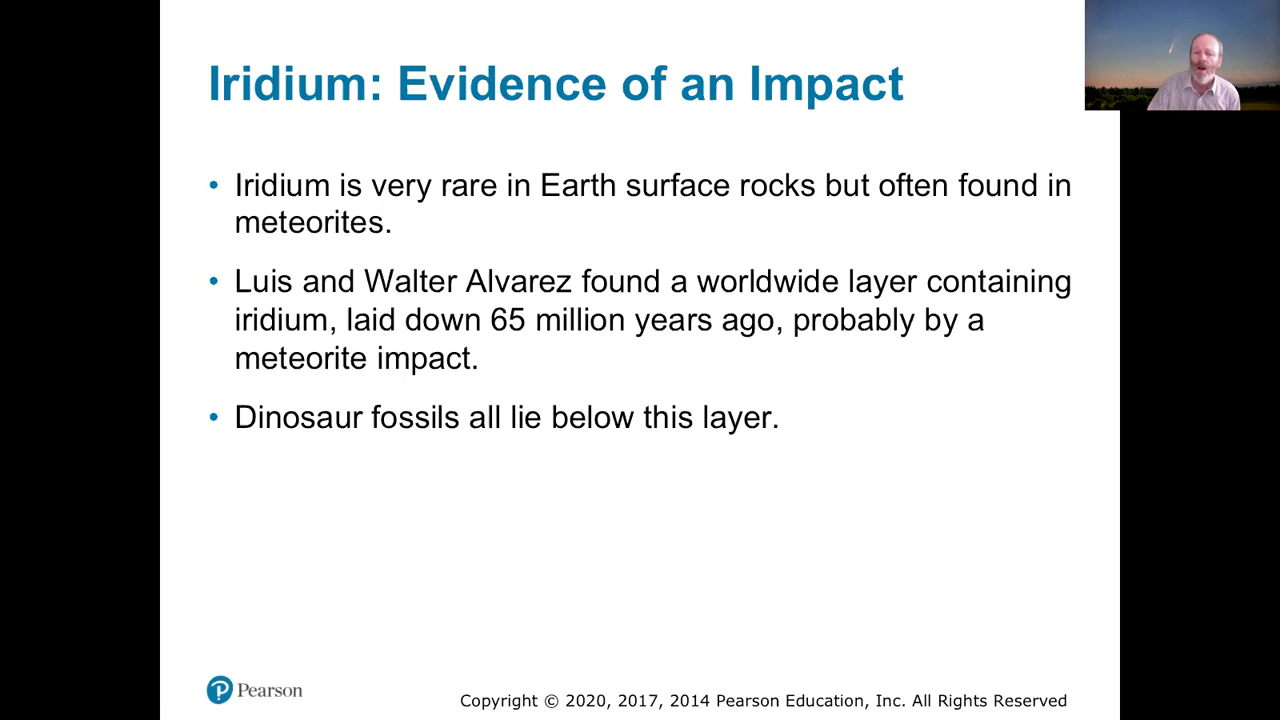 Iridium: Evidence of an Impact
• Iridium is very rare in Earth surface rocks but often found in
meteorites.
• Luis and Walter Alvarez found a worldwide layer containing
iridium, laid down 65 million years ago, probably by a
meteorite impact.
• Dinosaur fossils all lie below this layer.
P Pearson
Copyright © 2020, 2017, 2014 Pearson Education, Inc. All Rights Reserved